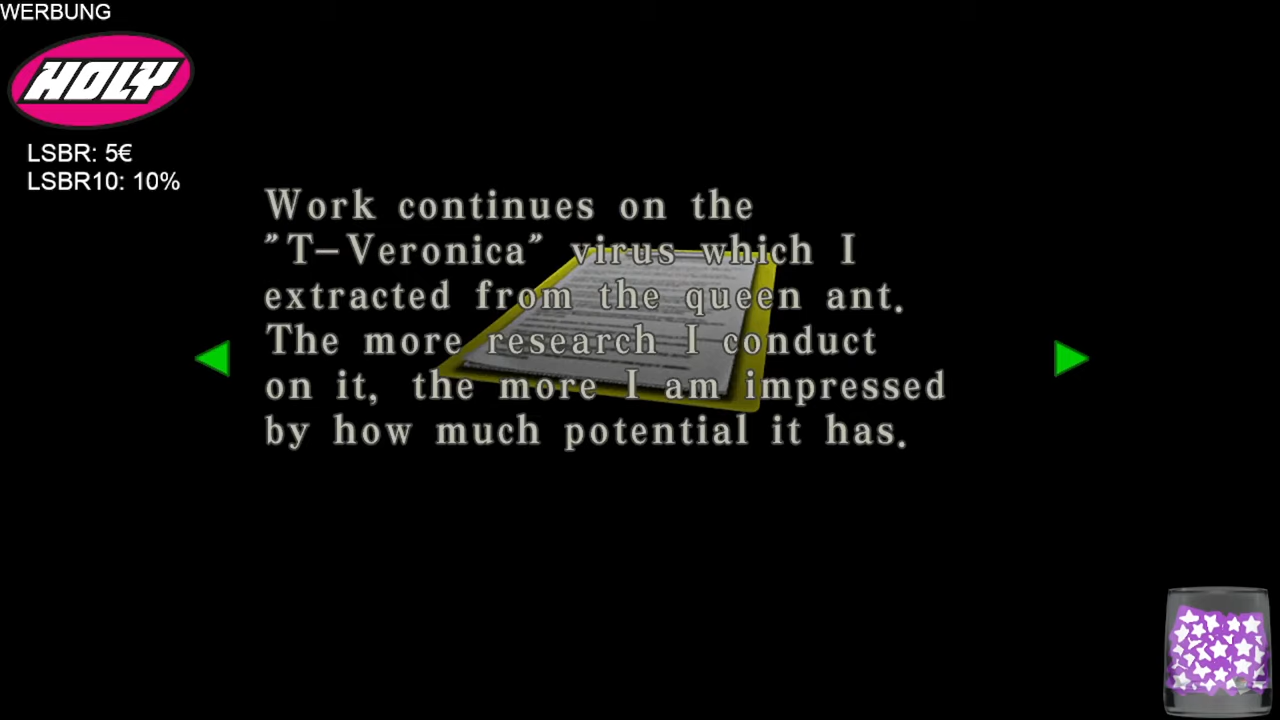 WERBUNG
HOLY
LSBR: 5€
LSBR10: 10%
Work continues on the
"T-Veronica" virus which I
extracted from the queen ant.
The more research I conduct
on it, the more I am impressed
by how much potential it has.